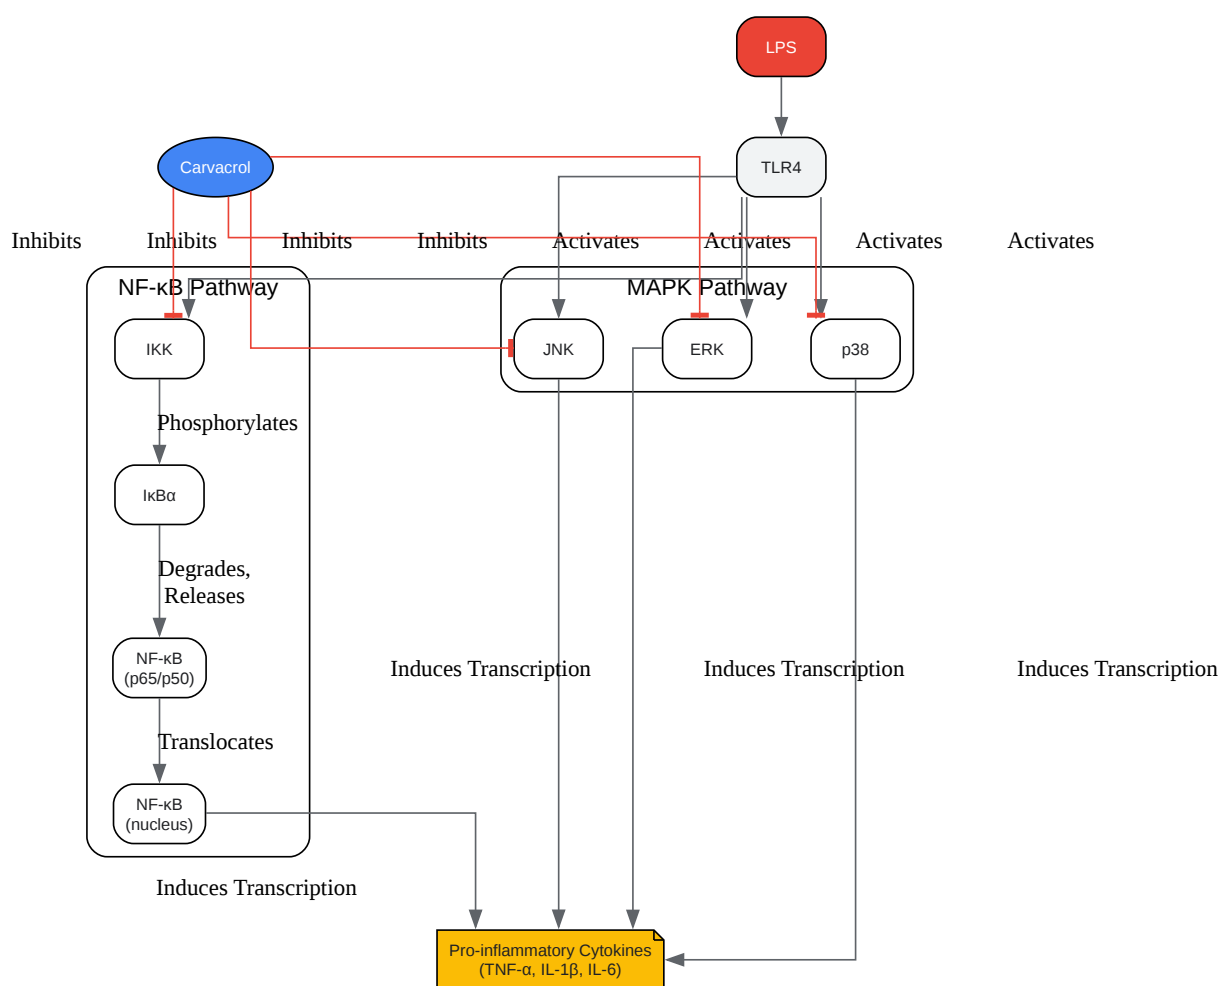 LPS
Carvacrol
TLR4
Inhibits
Inhibits
Inhibits
Inhibits
Activates
Activates
Activates
Activates
NF-κB Pathway
MAPK Pathway
IKK
JNK
ERK
p38
Phosphorylates
IκBα
Degrades,
Releases
NF-κB
(p65/p50)
Induces Transcription
Induces Transcription
Induces Transcription
Translocates
NF-κB
(nucleus)
Induces Transcription
Pro-inflammatory Cytokines
(TNF-α, IL-1β, IL-6)